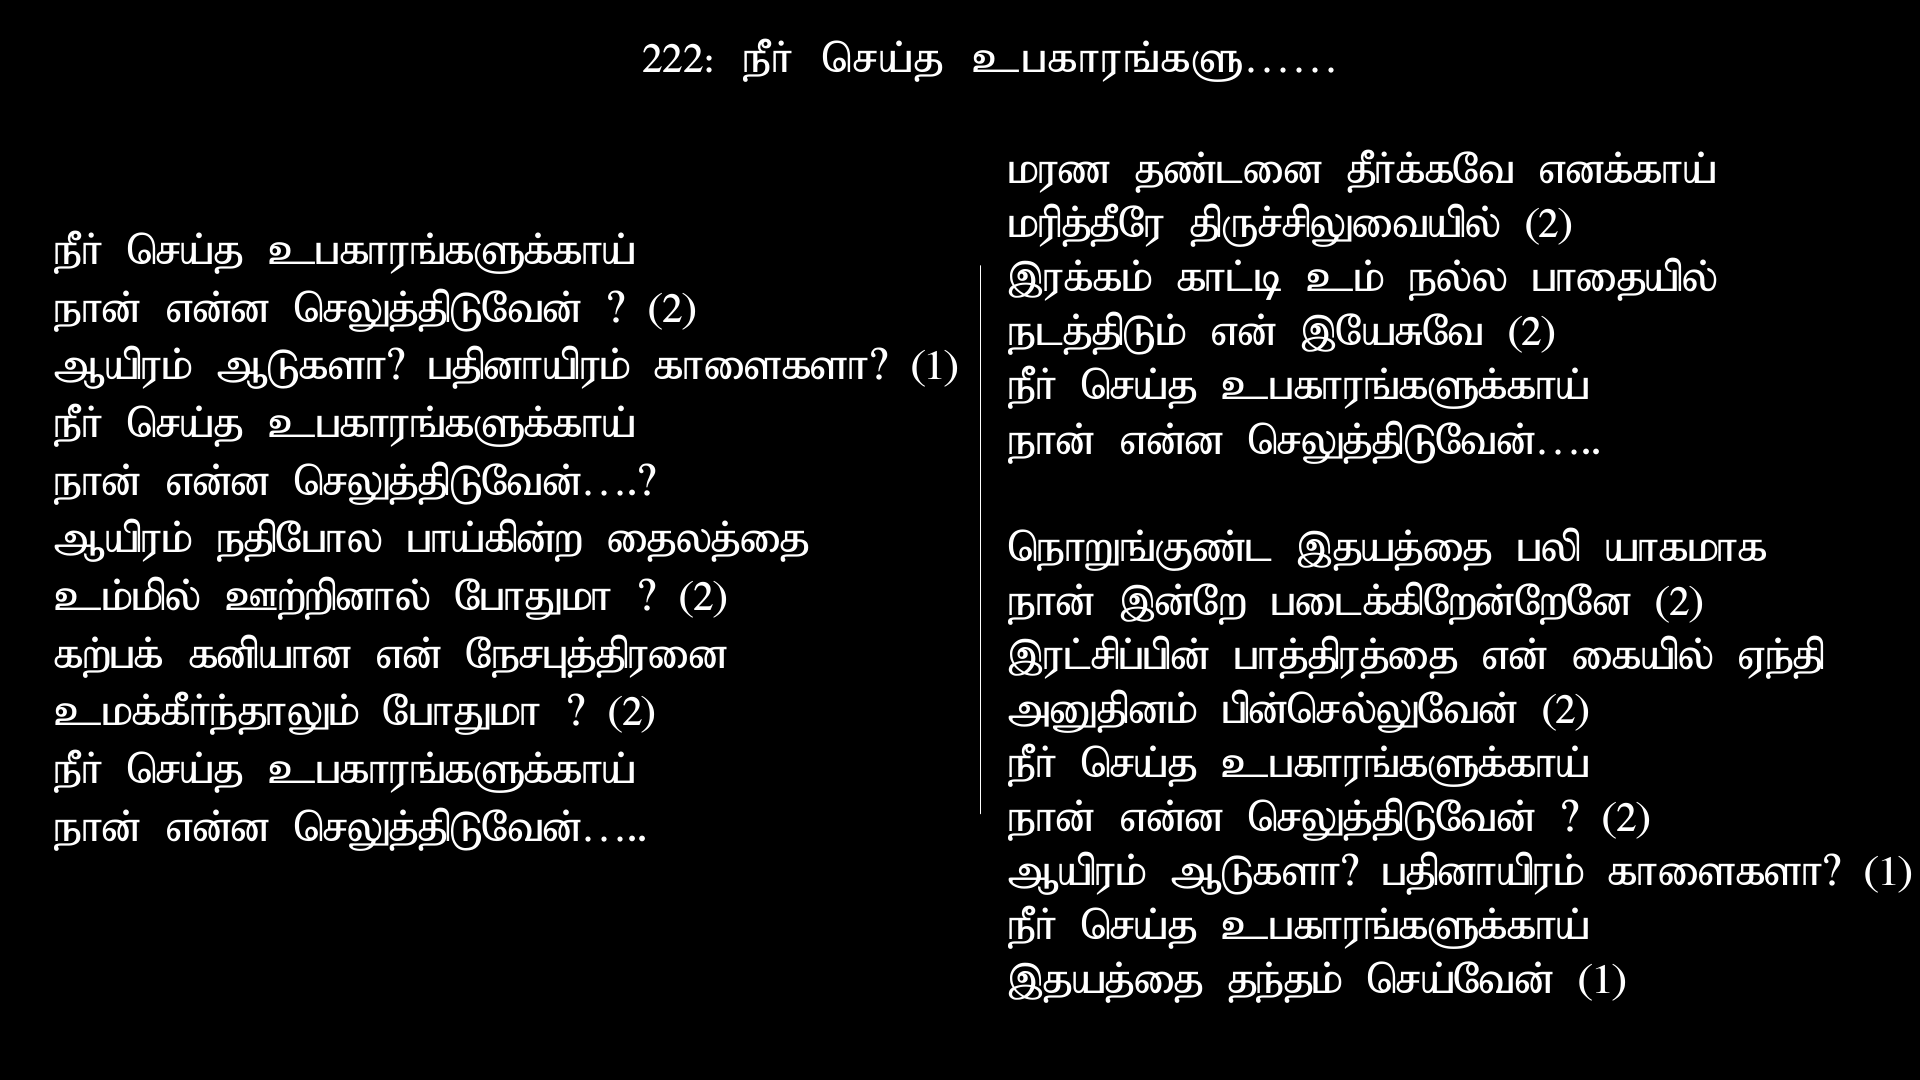 222: நீர் செய்த உபகாரங்களு......
நீர் செய்த உபகாரங்களுக்காய்
நான் என்ன செலுத்திடுவேன் ? (2)
ஆயிரம் ஆடுகளா? பதினாயிரம் காளைகளா? (1)
நீர் செய்த உபகாரங்களுக்காய்
நான் என்ன செலுத்திடுவேன்....?
ஆயிரம் நதிபோல பாய்கின்ற தைலத்தை
உம்மில் ஊற்றினால் போதுமா ? (2)
கற்பக் கனியான என் நேசபுத்திரனை
உமக்கீர்ந்தாலும் போதுமா ? (2)
நீர் செய்த உபகாரங்களுக்காய்
நான் என்ன செலுத்திடுவேன்.....
மரண தண்டனை தீர்க்கவே எனக்காய்
மரித்தீரே திருச்சிலுவையில் (2)
இரக்கம் காட்டி உம் நல்ல பாதையில்
நடத்திடும் என் இயேசுவே (2)
நீர் செய்த உபகாரங்களுக்காய்
நான் என்ன செலுத்திடுவேன்.....
நொறுங்குண்ட இதயத்தை பலி யாகமாக
நான் இன்றே படைக்கிறேன்றேனே (2)
இரட்சிப்பின் பாத்திரத்தை என் கையில் ஏந்தி
அனுதினம் பின்செல்லுவேன் (2)
நீர் செய்த உபகாரங்களுக்காய்
நான் என்ன செலுத்திடுவேன் ? (2)
ஆயிரம் ஆடுகளா? பதினாயிரம் காளைகளா? (1)
நீர் செய்த உபகாரங்களுக்காய்
இதயத்தை தந்தம் செய்வேன் (1)